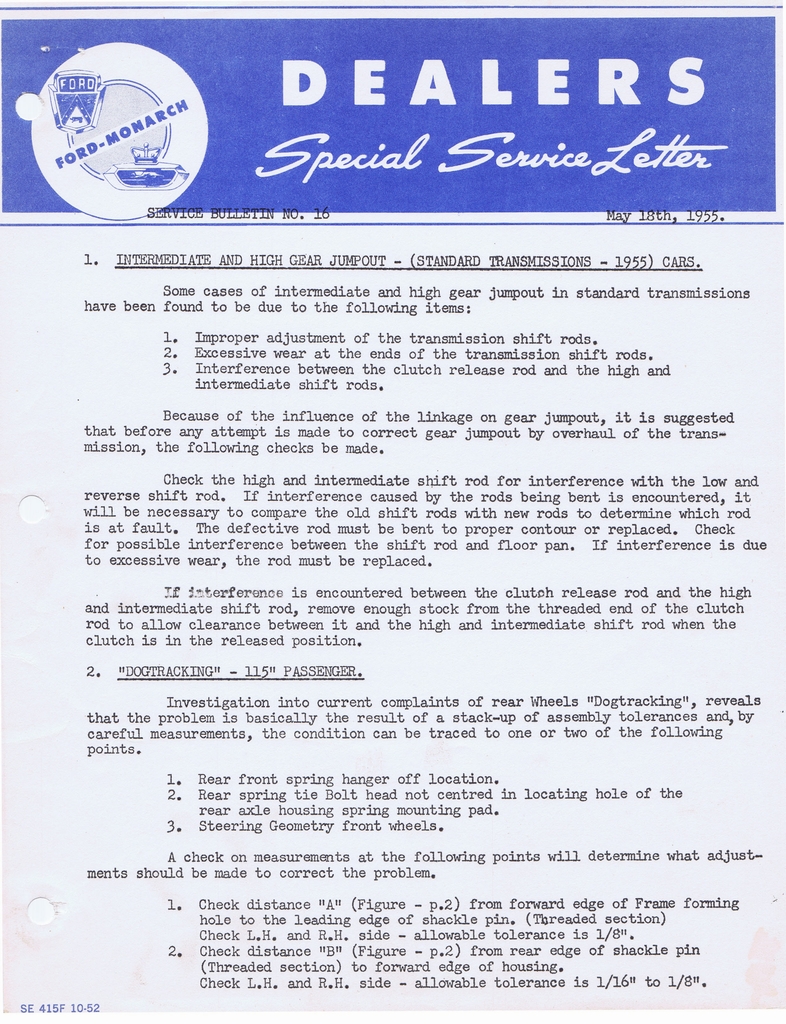 DEALERS
FORD
FORD-MONARCH
Special Service Letter
SERVICE BULLETIN NO. 16 May 18th, 1955.
1. INTERMEDIATE AND HIGH GEAR JUMPOUT - (STANDARD TRANSMISSIONS - 1955) CARS.
Some cases of intermediate and high gear jumpout in standard transmissions
have been found to be due to the following items:
1. Improper adjustment of the transmission shift rods.
2. Excessive wear at the ends of the transmission shift rods.
3. Interference between the clutch release rod and the high and
intermediate shift rods.
Because of the influence of the linkage on gear jumpout, it is suggested
that before any attempt is made to correct gear jumpout by overhaul of the trans-
mission, the following checks be made.
Check the high and intermediate shift rod for interference with the low and
reverse shift rod. If interference caused by the rods being bent is encountered, it
will be necessary to compare the old shift rods with new rods to determine which rod
is at fault. The defective rod must be bent to proper contour or replaced. Check
for possible interference between the shift rod and floor pan. If interference is due
to excessive wear, the rod must be replaced.
If interference is encountered between the clutch release rod and the high
and intermediate shift rod, remove enough stock from the threaded end of the clutch
rod to allow clearance between it and the high and intermediate shift rod when the
clutch is in the released position.
2. "DOGTRACKING" - 115" PASSENGER.
Investigation into current complaints of rear Wheels "Dogtracking", reveals
that the problem is basically the result of a stack-up of assembly tolerances and, by
careful measurements, the condition can be traced to one or two of the following
points.
1. Rear front spring hanger off location.
2. Rear spring tie Bolt head not centred in locating hole of the
rear axle housing spring mounting pad.
3. Steering Geometry front wheels.
A check on measurements at the following points will determine what adjust-
ments should be made to correct the problem.
1. Check distance "A" (Figure - p.2) from forward edge of Frame forming
hole to the leading edge of shackle pin. (Threaded section)
Check L.H. and R.H. side - allowable tolerance is 1/8".
2. Check distance "B" (Figure - p.2) from rear edge of shackle pin
(Threaded section) to forward edge of housing.
Check L.H. and R.H. side - allowable tolerance is 1/16" to 1/8".
SE 415F 10-52